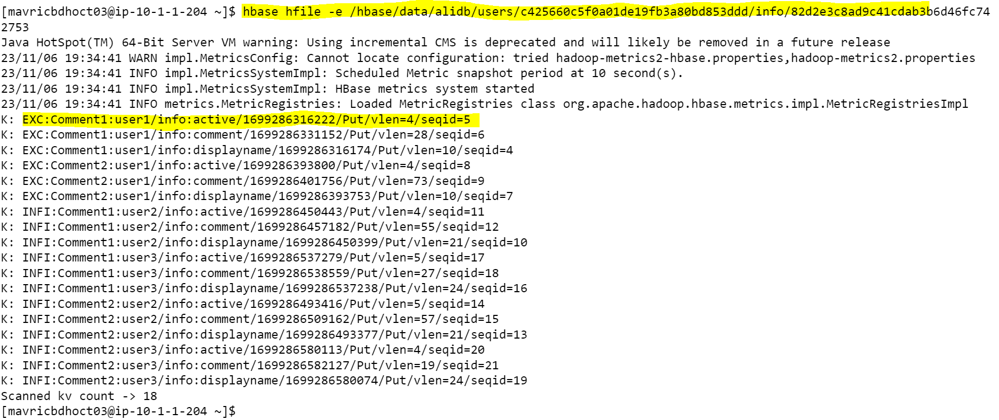 [mavricbdhoct03@ip-10-1-1-204 ~]$ hbase hfile -e /hbase/data/alidb/users/c425660c5f0a01de19fb3a80bd853ddd/info/82d2e3c8ad9c41cdab3b6d46fc74
2753
Java HotSpot(TM) 64-Bit Server VM warning: Using incremental CMS is deprecated and will likely be removed in a future release
23/11/06 19:34:41 WARN impl.MetricsConfig: Cannot locate configuration: tried hadoop-metrics2-hbase.properties,hadoop-metrics2.properties
23/11/06 19:34:41 INFO impl.MetricsSystemImpl: Scheduled Metric snapshot period at 10 second(s).
23/11/06 19:34:41 INFO impl.MetricsSystemImpl: HBase metrics system started
23/11/06 19:34:41 INFO metrics.MetricRegistries: Loaded MetricRegistries class org.apache.hadoop.hbase.metrics.impl.MetricRegistriesImpl
K: EXC:Comment1:user1/info:active/1699286316222/Put/vlen=4/seqid=5
K: EXC:Comment1:user1/info:comment/1699286331152/Put/vlen=28/seqid=6
K: EXC:Comment1:user1/info:displayname/1699286316174/Put/vlen=10/seqid=4
K: EXC:Comment2:user1/info:active/1699286393800/Put/vlen=4/seqid=8
K: EXC:Comment2:user1/info:comment/1699286401756/Put/vlen=73/seqid=9
K: EXC:Comment2:user1/info:displayname/1699286393753/Put/vlen=10/seqid=7
K: INFI:Comment1:user2/info:active/1699286450443/Put/vlen=4/seqid=11
K: INFI:Comment1:user2/info:comment/1699286457182/Put/vlen=55/seqid=12
K: INFI:Comment1:user2/info:displayname/1699286450399/Put/vlen=21/seqid=10
K: INFI:Comment1:user3/info:active/1699286537279/Put/vlen=5/seqid=17
K: INFI:Comment1:user3/info:comment/1699286538559/Put/vlen=27/seqid=18
K: INFI:Comment1:user3/info:displayname/1699286537238/Put/vlen=24/seqid=16
K: INFI:Comment2:user2/info:active/1699286493416/Put/vlen=5/seqid=14
K: INFI:Comment2:user2/info:comment/1699286509162/Put/vlen=57/seqid=15
K: INFI:Comment2:user2/info:displayname/1699286493377/Put/vlen=21/seqid=13
K: INFI:Comment2:user3/info:active/1699286580113/Put/vlen=4/seqid=20
K: INFI:Comment2:user3/info:comment/1699286582127/Put/vlen=19/seqid=21
K: INFI:Comment2:user3/info:displayname/1699286580074/Put/vlen=24/seqid=19
Scanned kv count -> 18
[mavricbdhoct03@ip-10-1-1-204 ~]$